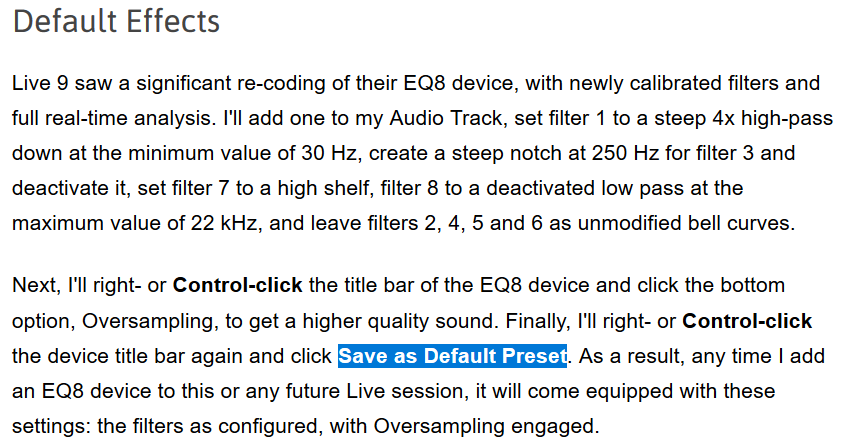 Default Effects
Live 9 saw a significant re-coding of their EQ8 device, with newly calibrated filters and
full real-time analysis. I'll add one to my Audio Track, set filter 1 to a steep 4x high-pass
down at the minimum value of 30 Hz, create a steep notch at 250 Hz for filter 3 and
deactivate it, set filter 7 to a high shelf, filter 8 to a deactivated low pass at the
maximum value of 22 kHz, and leave filters 2, 4, 5 and 6 as unmodified bell curves.
Next, I'll right- or Control-click the title bar of the EQ8 device and click the bottom
option, Oversampling, to get a higher quality sound. Finally, I'll right- or Control-click
the device title bar again and click Save as Default Preset. As a result, any time I add
an EQ8 device to this or any future Live session, it will come equipped with these
settings: the filters as configured, with Oversampling engaged.